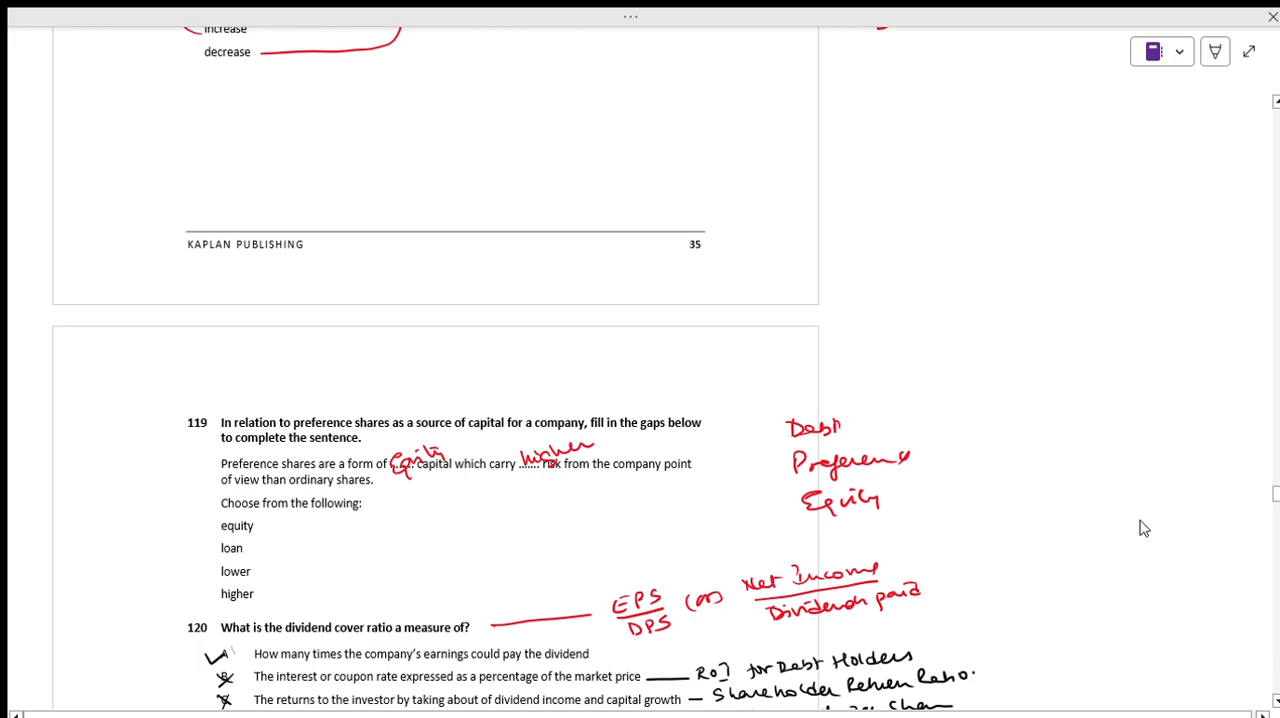 increase
decrease
KAPLAN PUBLISHING 35
119 In relation to preference shares as a source of capital for a company, fill in the gaps below
to complete the sentence.
Debt
Preference
Equity
Equity higher
Preference shares are a form of ...... capital which carry ....... risk from the company point
of view than ordinary shares.
Choose from the following:
equity
loan
lower
higher
EPS/DPS (or) Net Income/Dividends paid
120 What is the dividend cover ratio a measure of?
A How many times the company's earnings could pay the dividend
B The interest or coupon rate expressed as a percentage of the market price ROI for Debt Holders
C The returns to the investor by taking about of dividend income and capital growth – Shareholder Return Ratio.